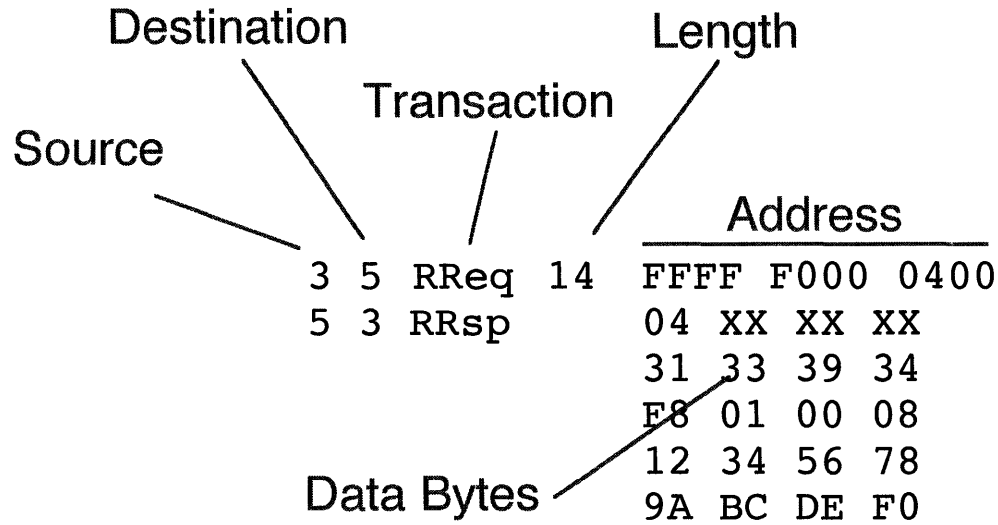 Destination
Length
Transaction
Source
Address
3 5 RReq 14 FFFF F000 0400
5 3 RRsp 04 XX XX XX
31 33 39 34
F8 01 00 08
12 34 56 78
Data Bytes
9A BC DE F0